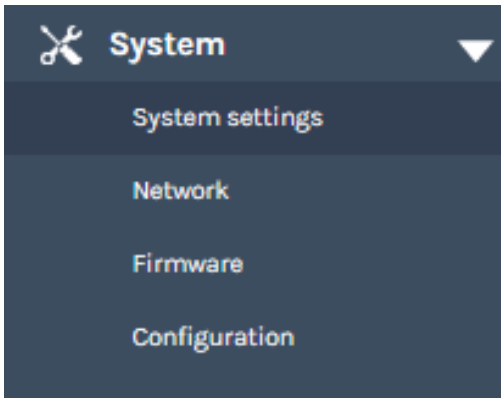 System
System settings
Network
Firmware
Configuration